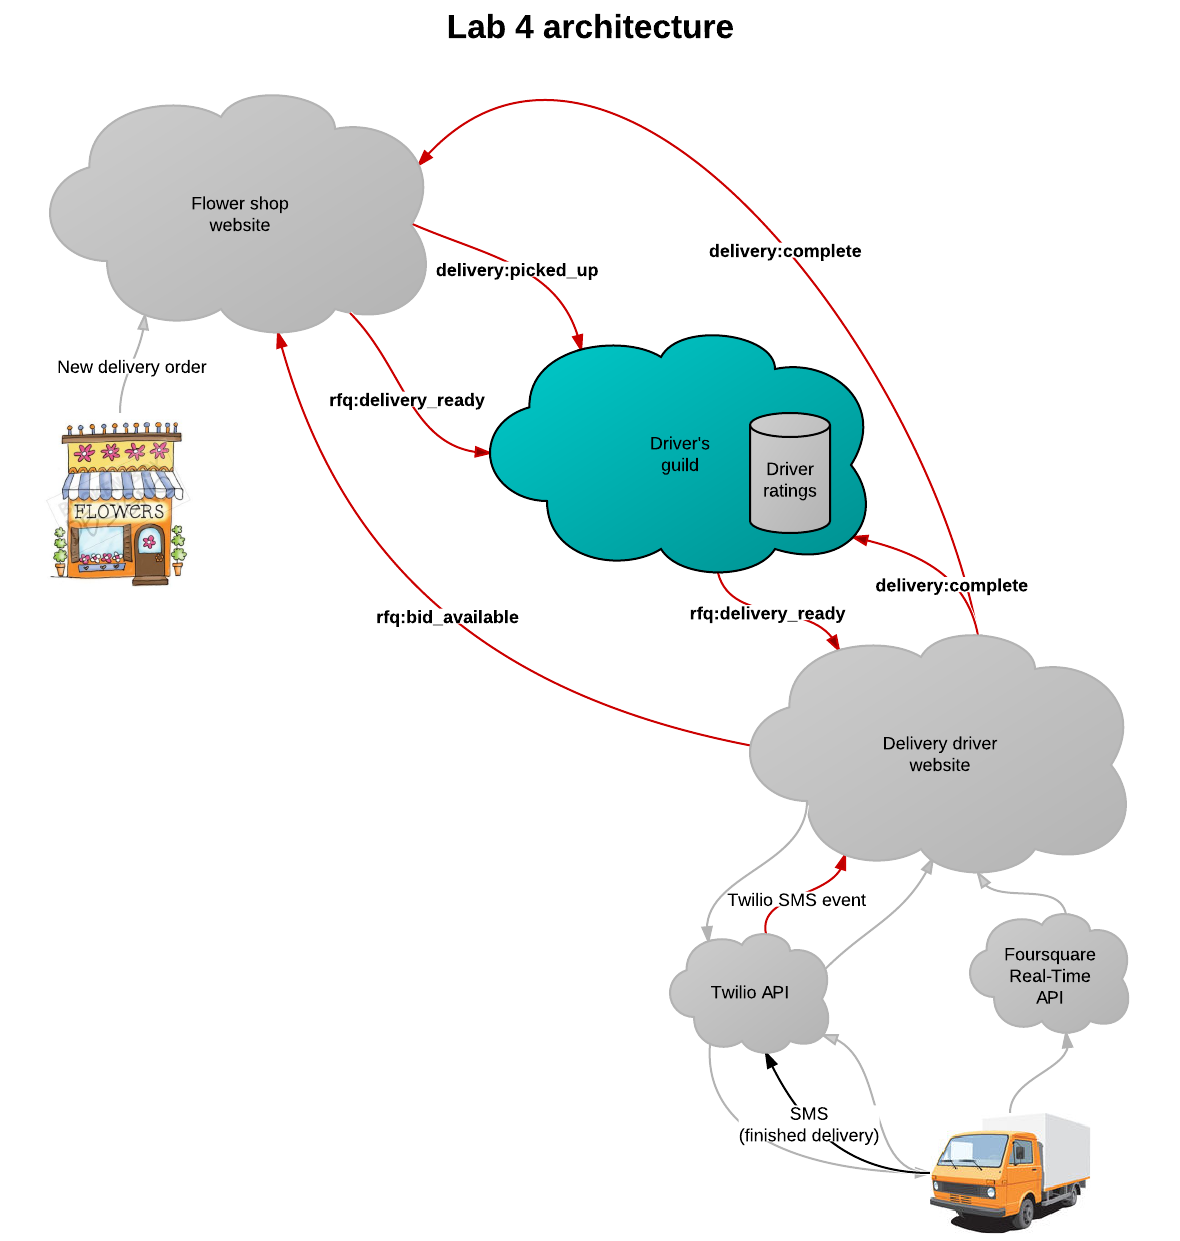 Lab 4 architecture
Flower shop
website
delivery:complete
delivery:picked_up
New delivery order
rfq:delivery_ready
Driver's
guild
Driver
ratings
FLOWERS
delivery:complete
rfq:delivery_ready
rfq:bid_available
Delivery driver
website
Twilio SMS event
Twilio API
Foursquare
Real-Time
API
SMS
(finished delivery)